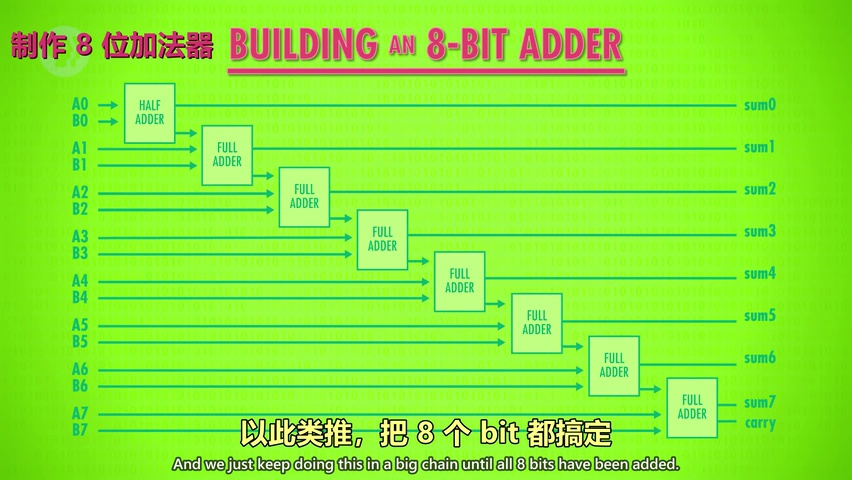 制作 8 位加法器
BUILDING AN 8-BIT ADDER
A0
B0
HALF
ADDER
sum0
A1
B1
FULL
ADDER
sum1
A2
B2
FULL
ADDER
sum2
A3
B3
FULL
ADDER
sum3
A4
B4
FULL
ADDER
sum4
A5
B5
FULL
ADDER
sum5
A6
B6
FULL
ADDER
sum6
A7
B7
FULL
ADDER
sum7
carry
以此类推，把 8 个 bit 都搞定
And we just keep doing this in a big chain until all 8 bits have been added.